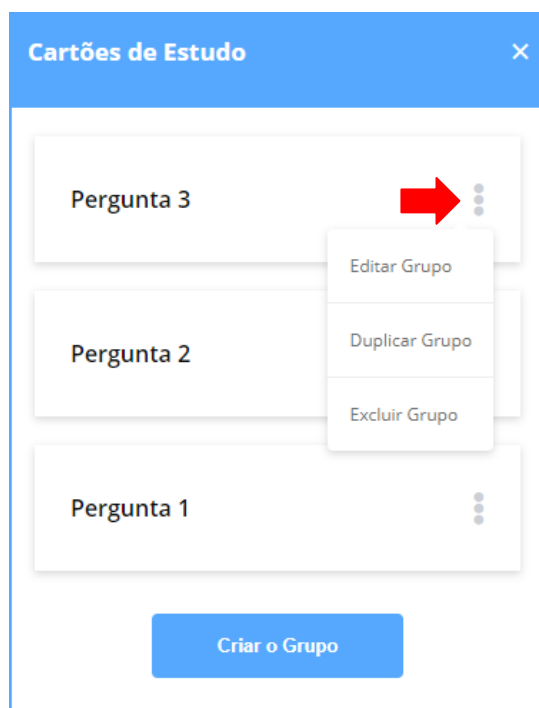 Cartões de Estudo
Pergunta 3
Editar Grupo
Duplicar Grupo
Excluir Grupo
Pergunta 2
Pergunta 1
Criar o Grupo